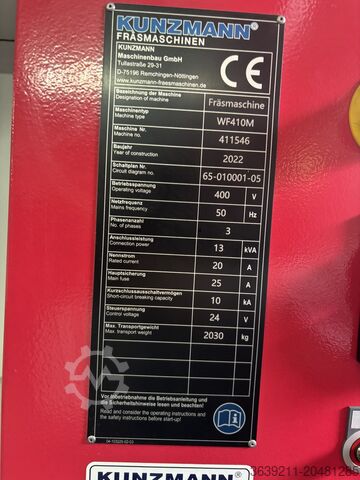 KUNZMANN
FRÄSMASCHINEN
KUNZMANN
Maschinenbau GmbH
Tullastraße 29-31
D-75196 Remchingen-Nöttingen
www.kunzmann-fraesmaschinen.de
CE
Bezeichnung der Maschine
Designation of machine
Fräsmaschine
Maschinentyp
Machine type
WF410M
Maschine Nr.
Machine no.
411546
Baujahr
Year of construction
2022
Schaltplan Nr.
Circuit diagram no.
65-010001-05
Betriebsspannung
Operating voltage
400 V
Netzfrequenz
Mains frequency
50 Hz
Phasenanzahl
No. of phases
3
Anschlussleistung
Connection power
13 kVA
Nennstrom
Rated current
20 A
Hauptsicherung
Main fuse
25 A
Kurzschlussausschaltvermögen
Short-circuit breaking capacity
10 kA
Steuerspannung
Control voltage
24 V
Max. Transportgewicht
Max. transport weight
2030 kg
Vor Inbetriebnahme die Betriebsanleitung und
die Sicherheitshinweise lesen und beachten!
Read and consider the operating instructions and
the safety instructions before start-up!
04-103225-02-03
KUNZMANN
63639211-20481285